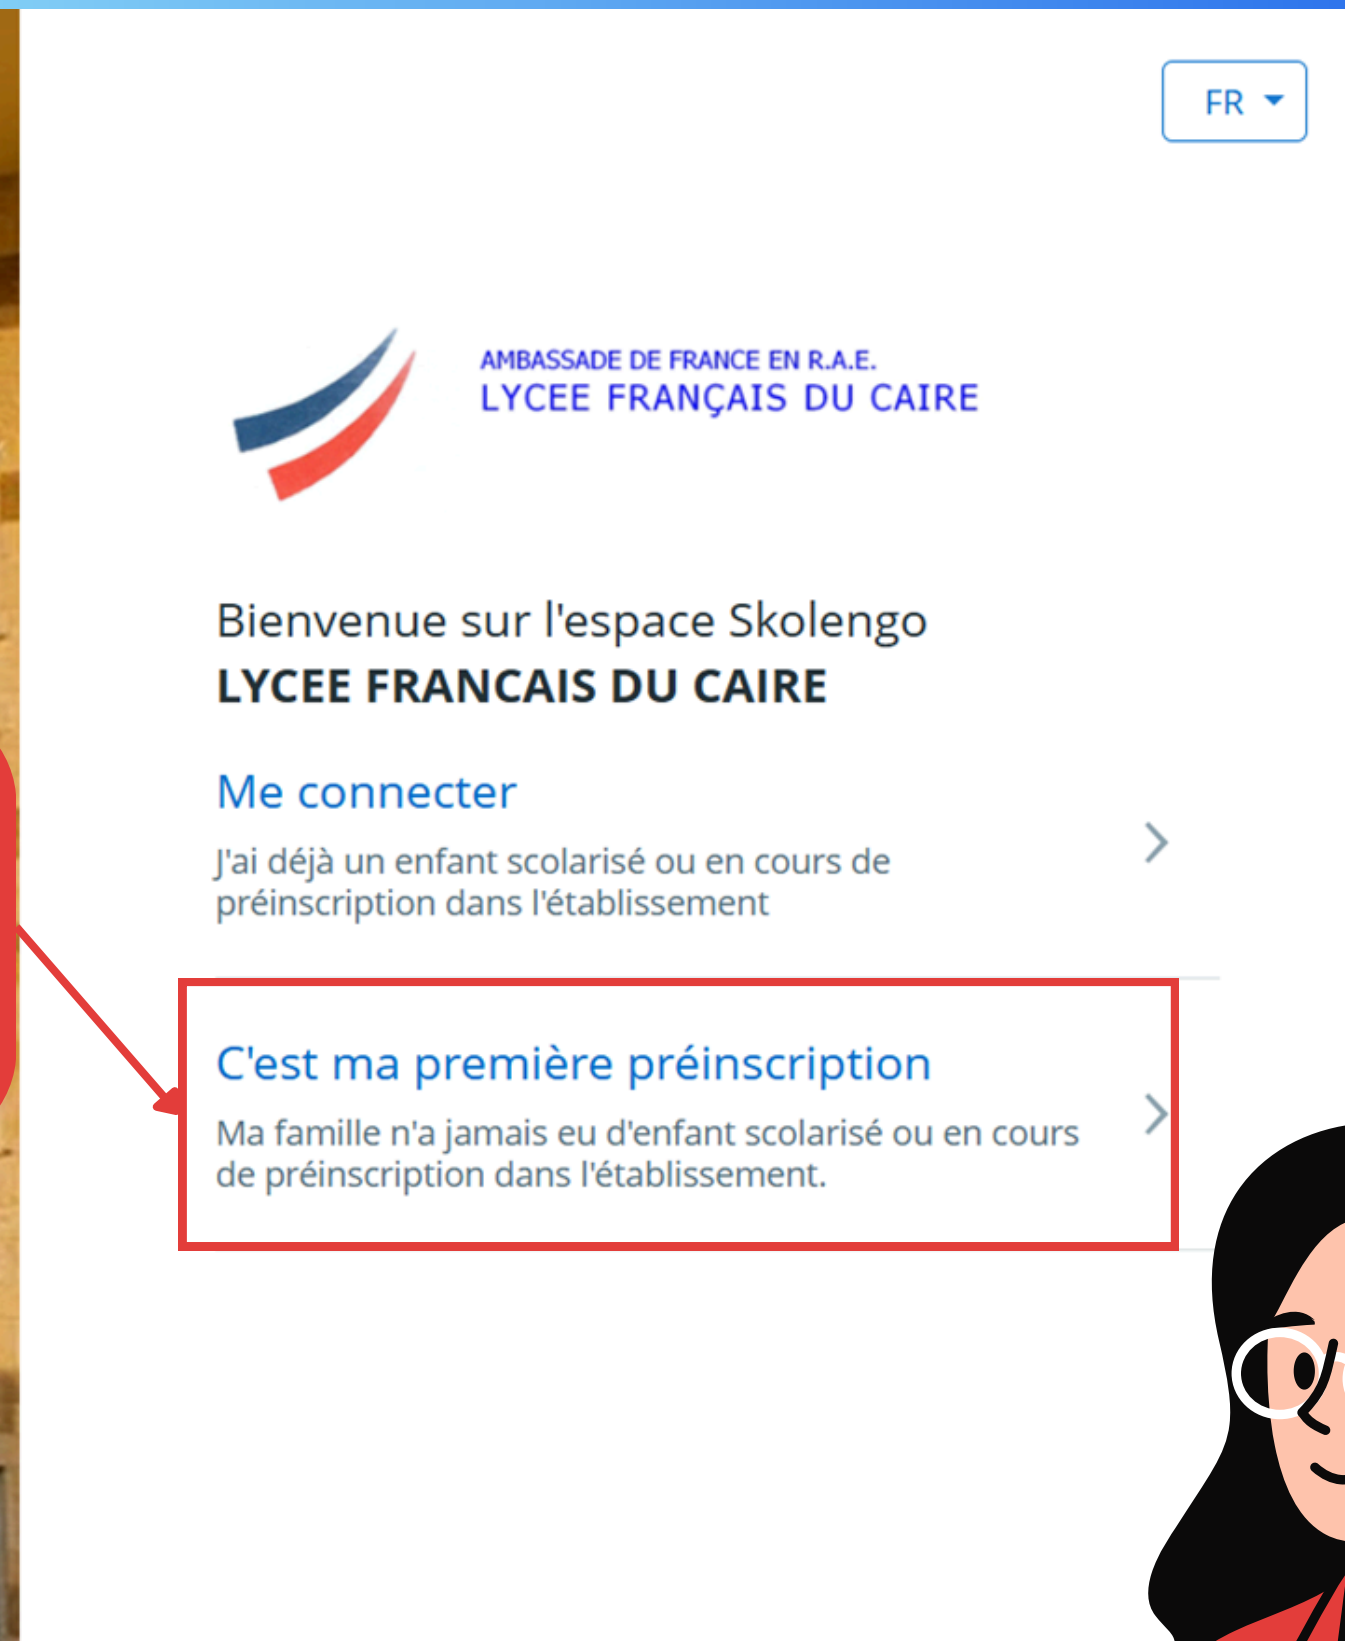 FR
AMBASSADE DE FRANCE EN R.A.E.
LYCEE FRANÇAIS DU CAIRE
Bienvenue sur l'espace Skolengo
LYCEE FRANCAIS DU CAIRE
Me connecter
J'ai déjà un enfant scolarisé ou en cours de
préinscription dans l'établissement
C'est ma première préinscription
Ma famille n'a jamais eu d'enfant scolarisé ou en cours
de préinscription dans l'établissement.